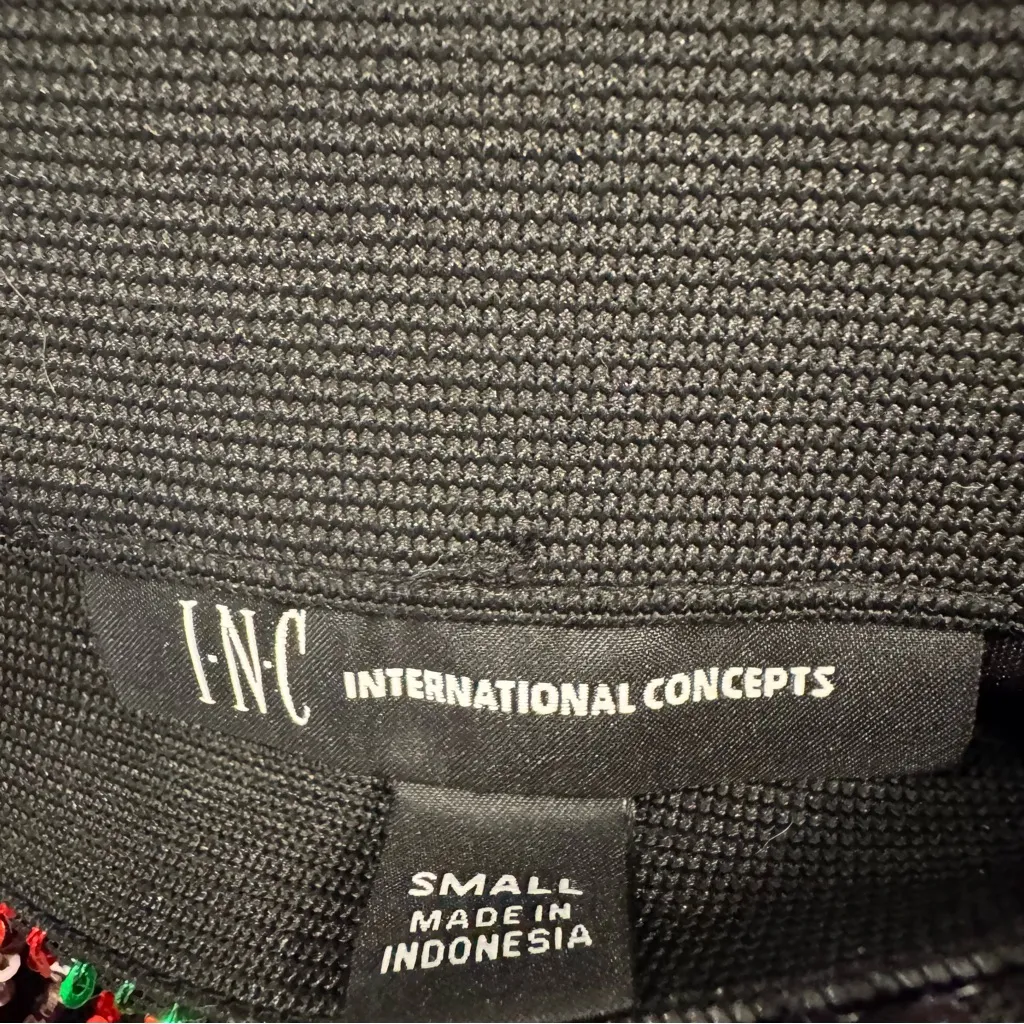 I·N·C INTERNATIONAL CONCEPTS
SMALL
MADE IN
INDONESIA